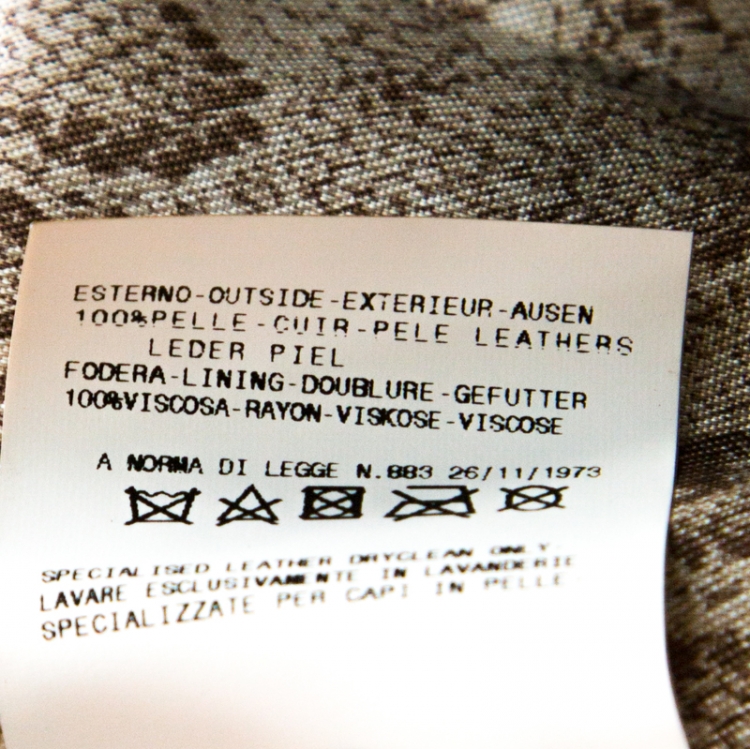 ESTERNO-OUTSIDE-EXTERIEUR-AUSEN
100%PELLE-CUIR-PELE LEATHERS
LEDER PIEL
FODERA-LINING-DOUBLURE-GEFUTTER
100%VISCOSA-RAYON-VISKOSE-VISCOSE
A NORMA DI LEGGE N.883 26/11/1973
SPECIALISED LEATHER DRYCLEAN ONLY.
LAVARE ESCLUSIVAMENTE IN LAVANDERIE
SPECIALIZZATE PER CAPI IN PELLE